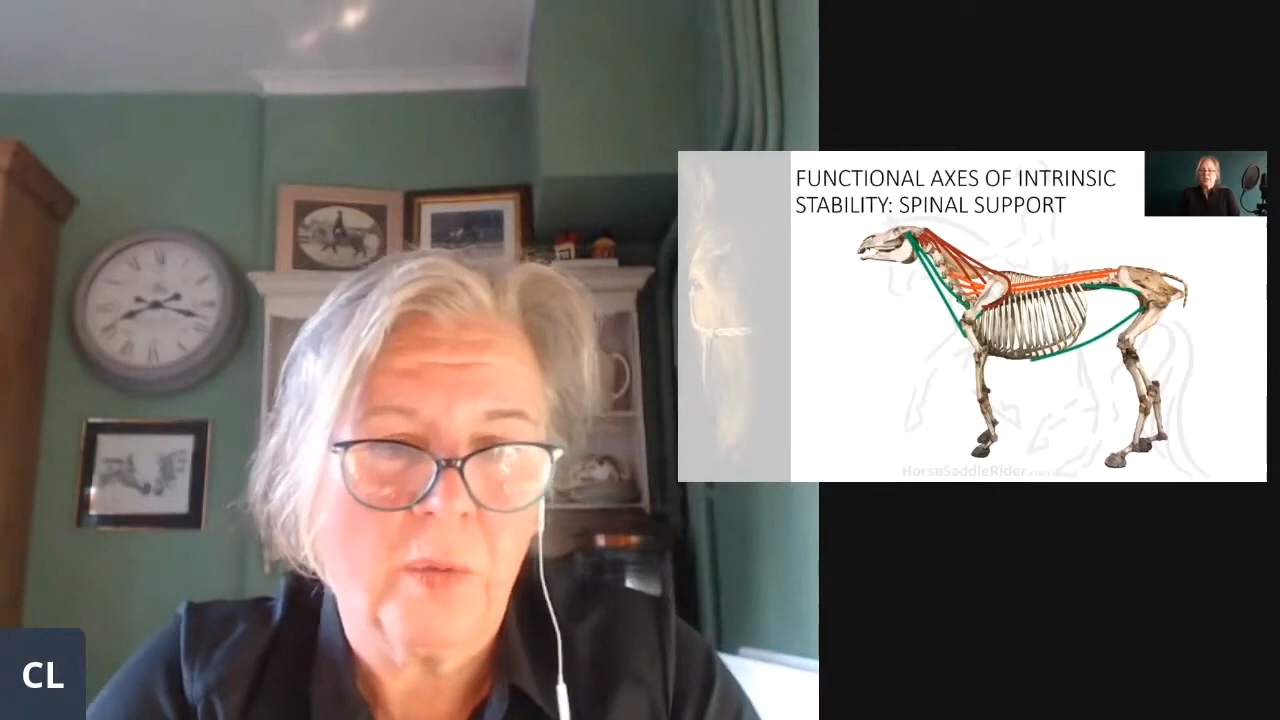 FUNCTIONAL AXES OF INTRINSIC
STABILITY: SPINAL SUPPORT
HorseSaddleRider
CL